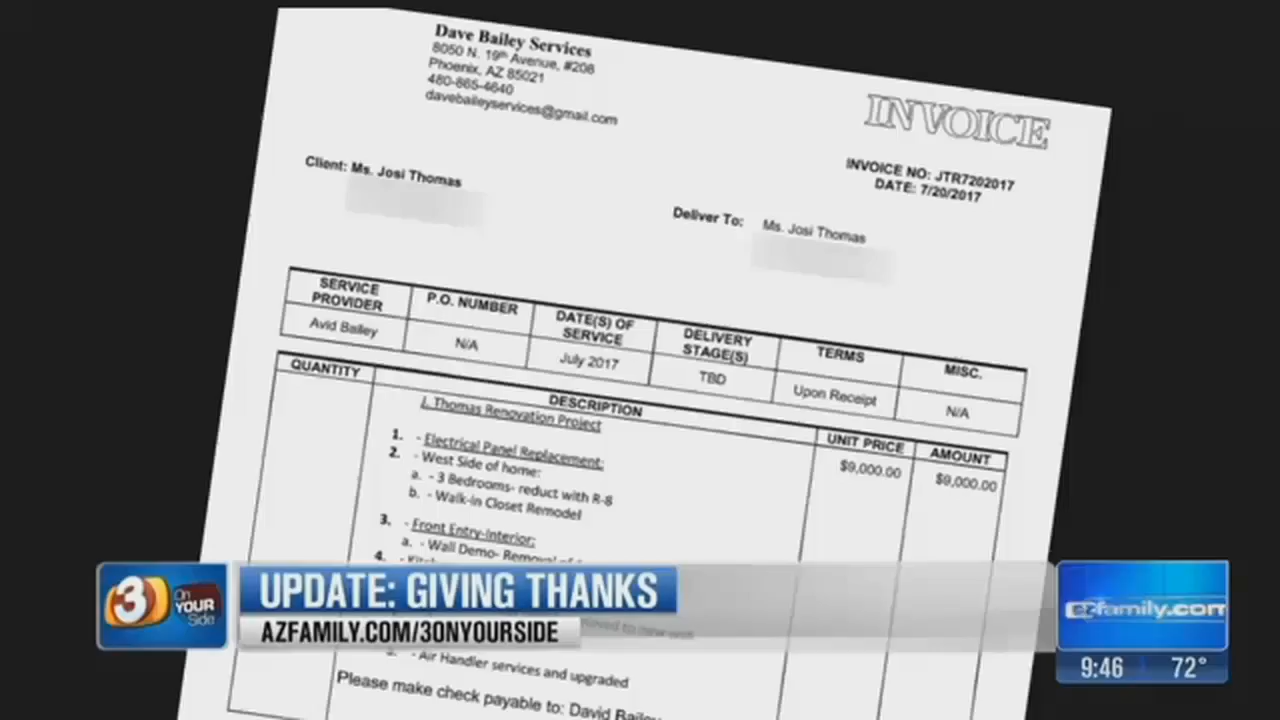 Dave Bailey Services
8050 N. 19th Avenue, #208
Phoenix, AZ 85021
480-865-4640
davebaileyservices@gmail.com
INVOICE
INVOICE NO: JTR7202017
DATE: 7/20/2017
Client: Ms. Josi Thomas
Deliver To: Ms. Josi Thomas
SERVICE PROVIDER P.O. NUMBER DATE(S) OF SERVICE DELIVERY STAGE(S) TERMS MISC.
Avid Bailey N/A July 2017 TBD Upon Receipt N/A
QUANTITY DESCRIPTION UNIT PRICE AMOUNT
J. Thomas Renovation Project $9,000.00 $9,000.00
1. - Electrical Panel Replacement:
2. - West Side of home:
a. - 3 Bedrooms- reduct with R-8
b. - Walk-in Closet Remodel
3. - Front Entry-Interior:
a. - Wall Demo- Removal of
4.
moved to new
- Air Handler services and upgraded
Please make check payable to: David Bailey
3 On YOUR Side
UPDATE: GIVING THANKS
AZFAMILY.COM/3ONYOURSIDE
azfamily.com
9:46 72°